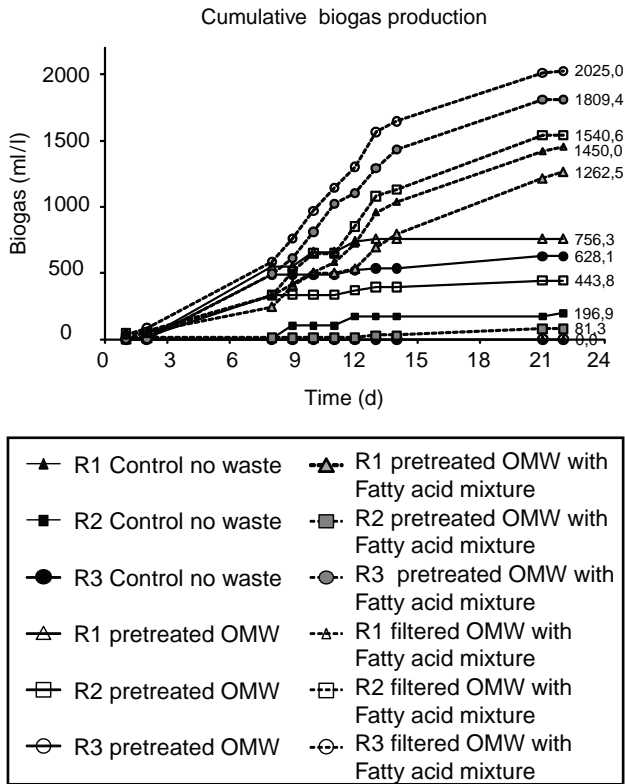 Cumulative biogas production
2000
1500
1000
500
0
Biogas (ml/l)
2025,0
1809,4
1540,6
1450,0
1262,5
756,3
628,1
443,8
196,9
81,3
0,0
0 3 6 9 12 15 18 21 24
Time (d)
R1 Control no waste
R2 Control no waste
R3 Control no waste
R1 pretreated OMW
R2 pretreated OMW
R3 pretreated OMW
R1 pretreated OMW with
Fatty acid mixture
R2 pretreated OMW with
Fatty acid mixture
R3 pretreated OMW with
Fatty acid mixture
R1 filtered OMW with
Fatty acid mixture
R2 filtered OMW with
Fatty acid mixture
R3 filtered OMW with
Fatty acid mixture